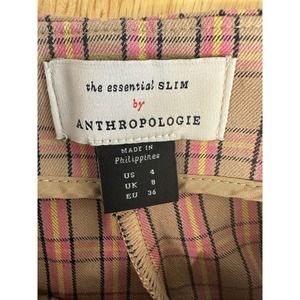 the essential SLIM
by
ANTHROPOLOGIE
MADE IN
Philippines
US 4
UK 8
EU 36